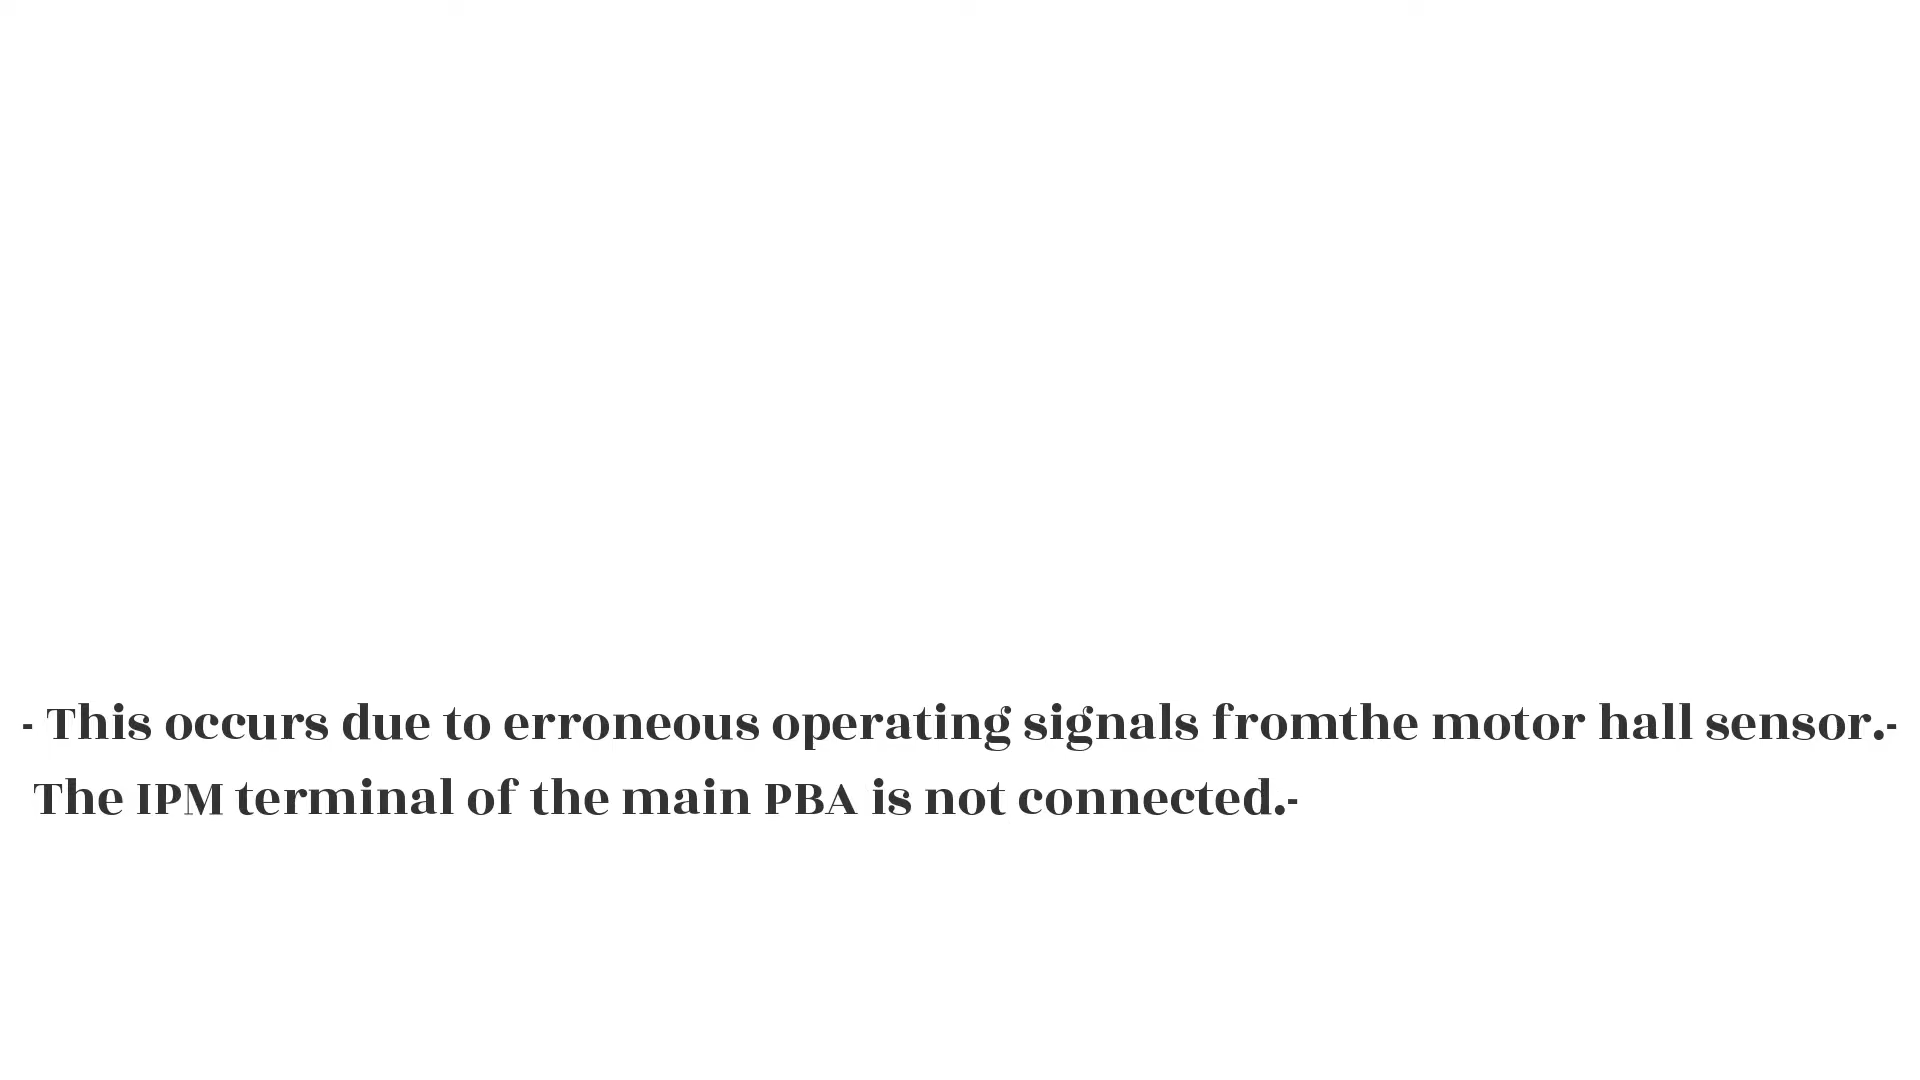 - This occurs due to erroneous operating signals fromthe motor hall sensor.-
The IPM terminal of the main PBA is not connected.-